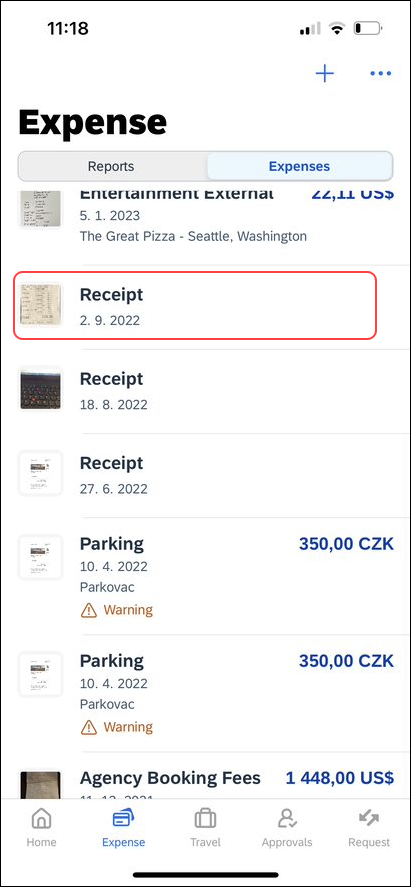 11:18
Expense
Reports Expenses
Entertainment External 22,11 US$
5. 1. 2023
The Great Pizza - Seattle, Washington
Receipt
2. 9. 2022
Receipt
18. 8. 2022
Receipt
27. 6. 2022
Parking 350,00 CZK
10. 4. 2022
Parkovac
Warning
Parking 350,00 CZK
10. 4. 2022
Parkovac
Warning
Agency Booking Fees 1 448,00 US$
Home Expense Travel Approvals Request